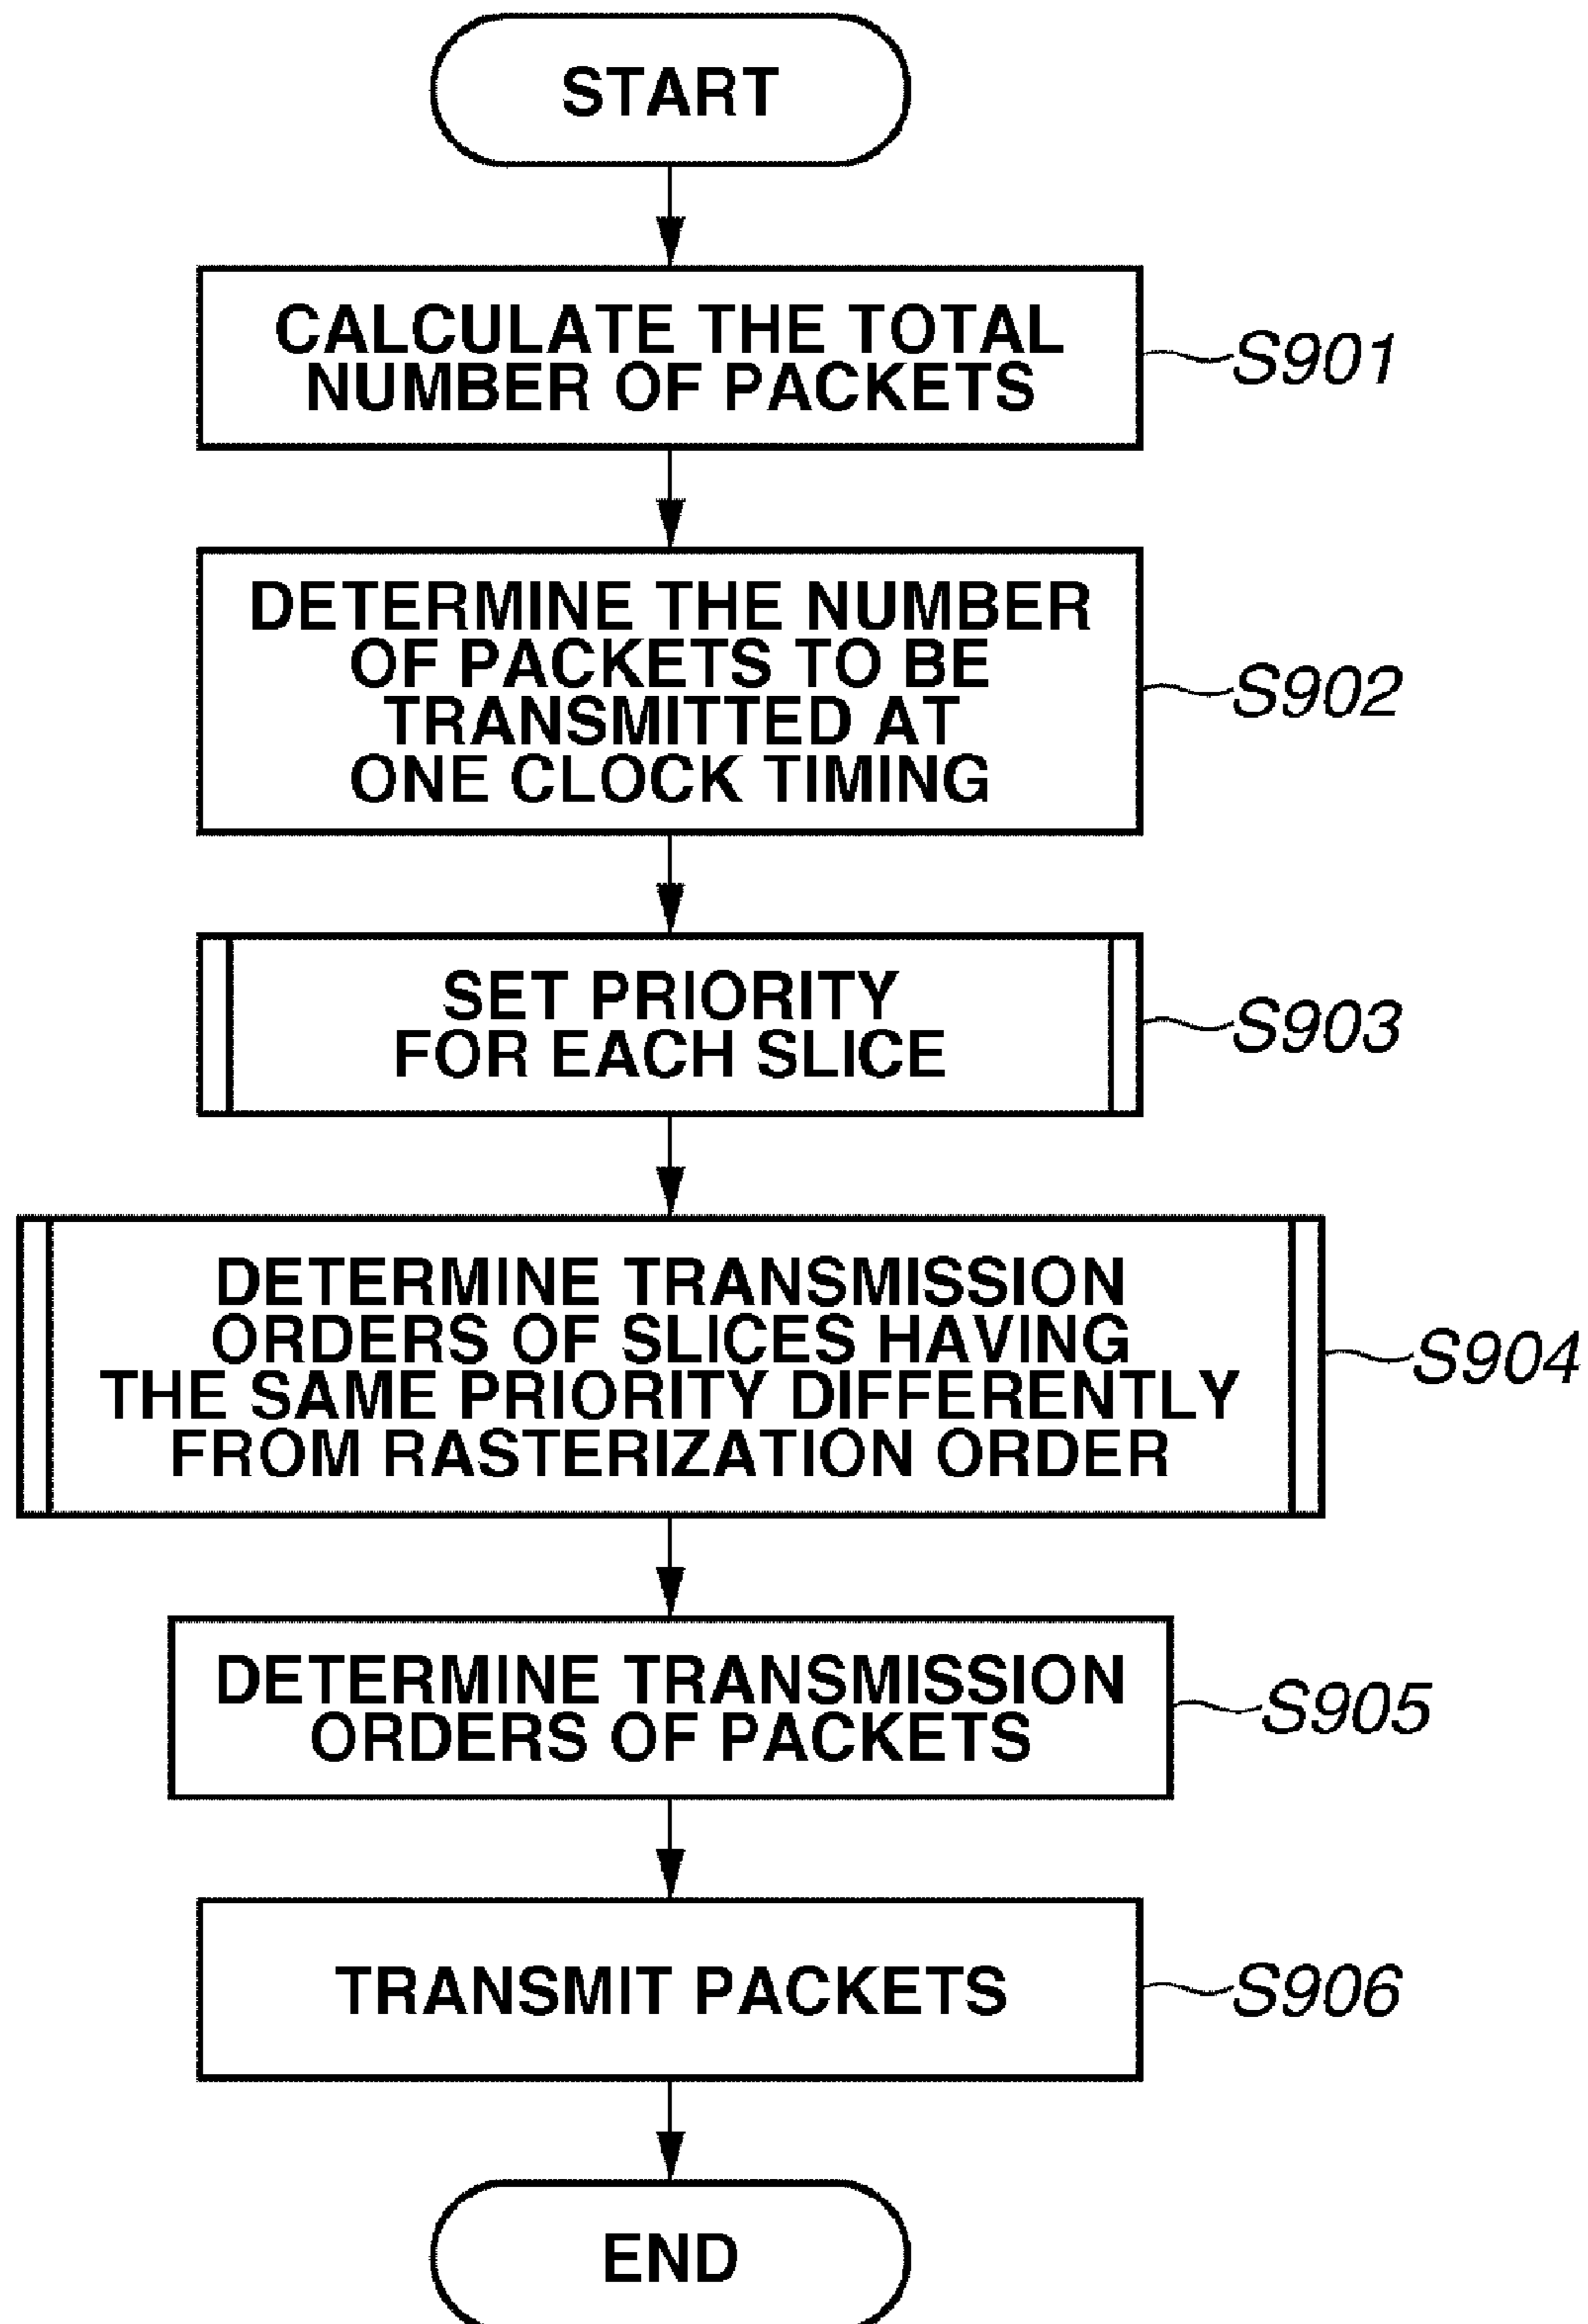 START
CALCULATE THE TOTAL
NUMBER OF PACKETS
S901
DETERMINE THE NUMBER
OF PACKETS TO BE
TRANSMITTED AT
ONE CLOCK TIMING
S902
SET PRIORITY
FOR EACH SLICE
S903
DETERMINE TRANSMISSION
ORDERS OF SLICES HAVING
THE SAME PRIORITY DIFFERENTLY
FROM RASTERIZATION ORDER
S904
DETERMINE TRANSMISSION
ORDERS OF PACKETS
S905
TRANSMIT PACKETS
S906
END